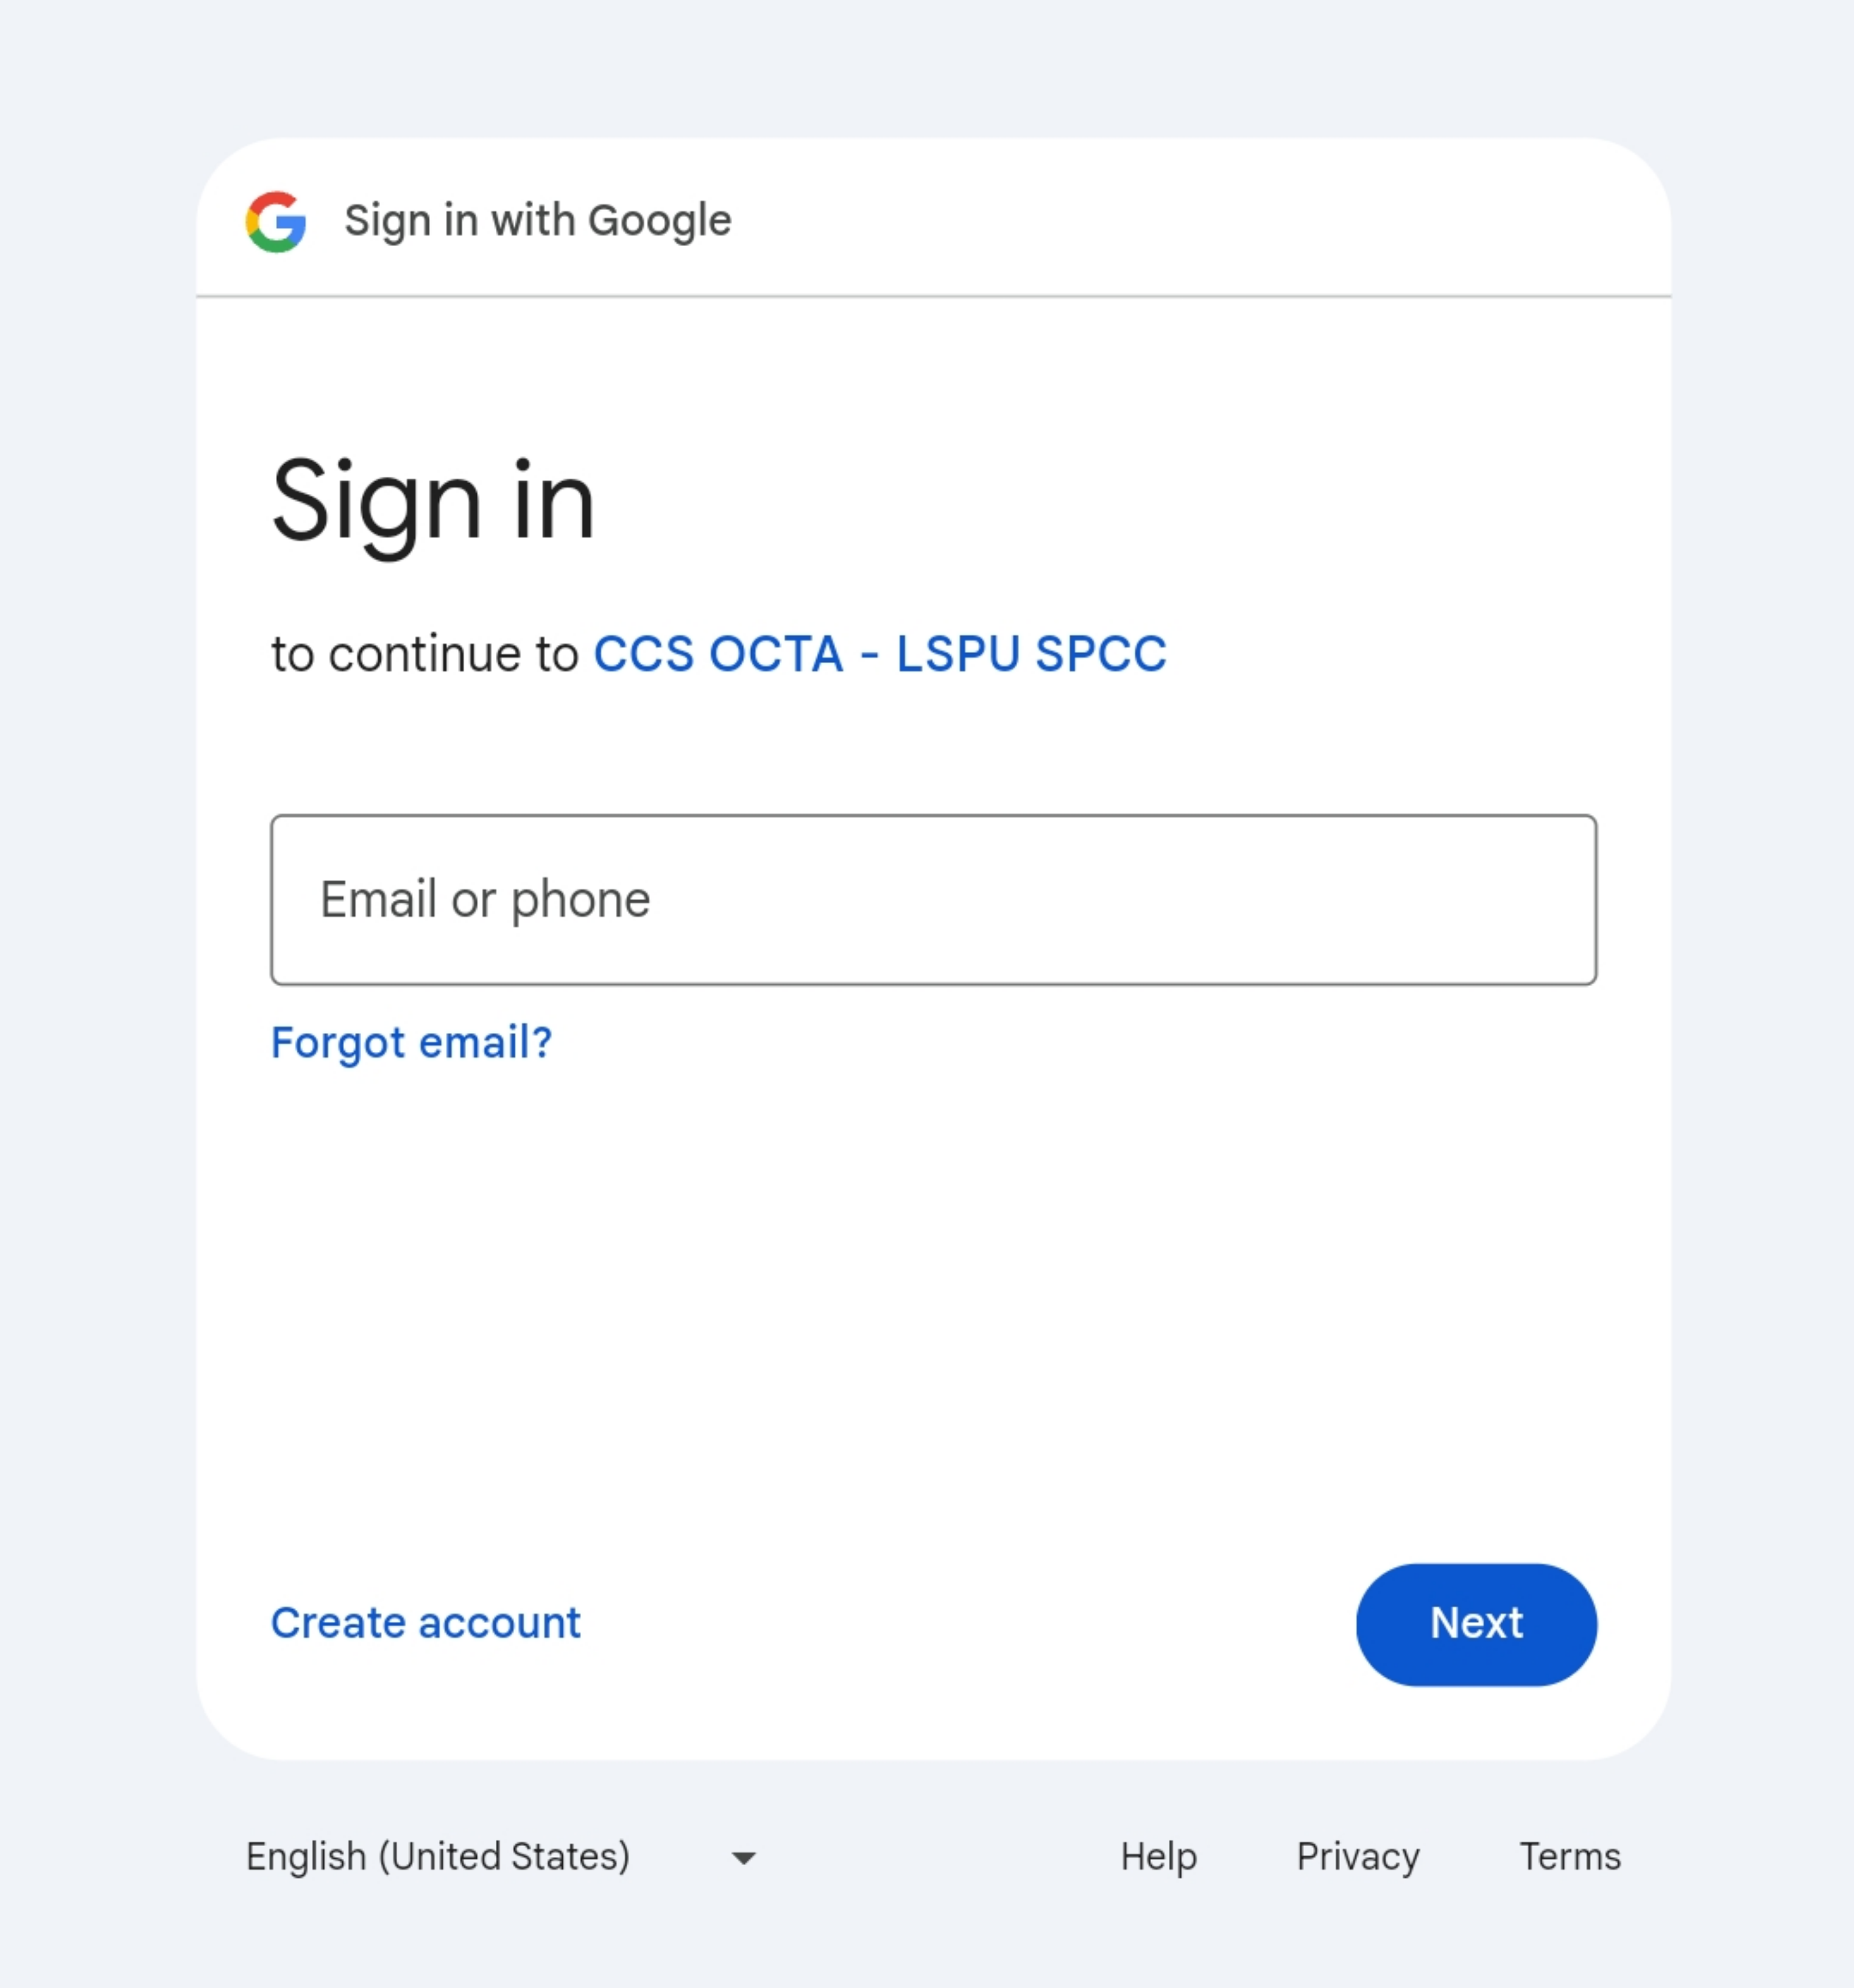 Sign in with Google
Sign in
to continue to CCS OCTA - LSPU SPCC
Email or phone
Forgot email?
Create account
Next
English (United States)
Help
Privacy
Terms